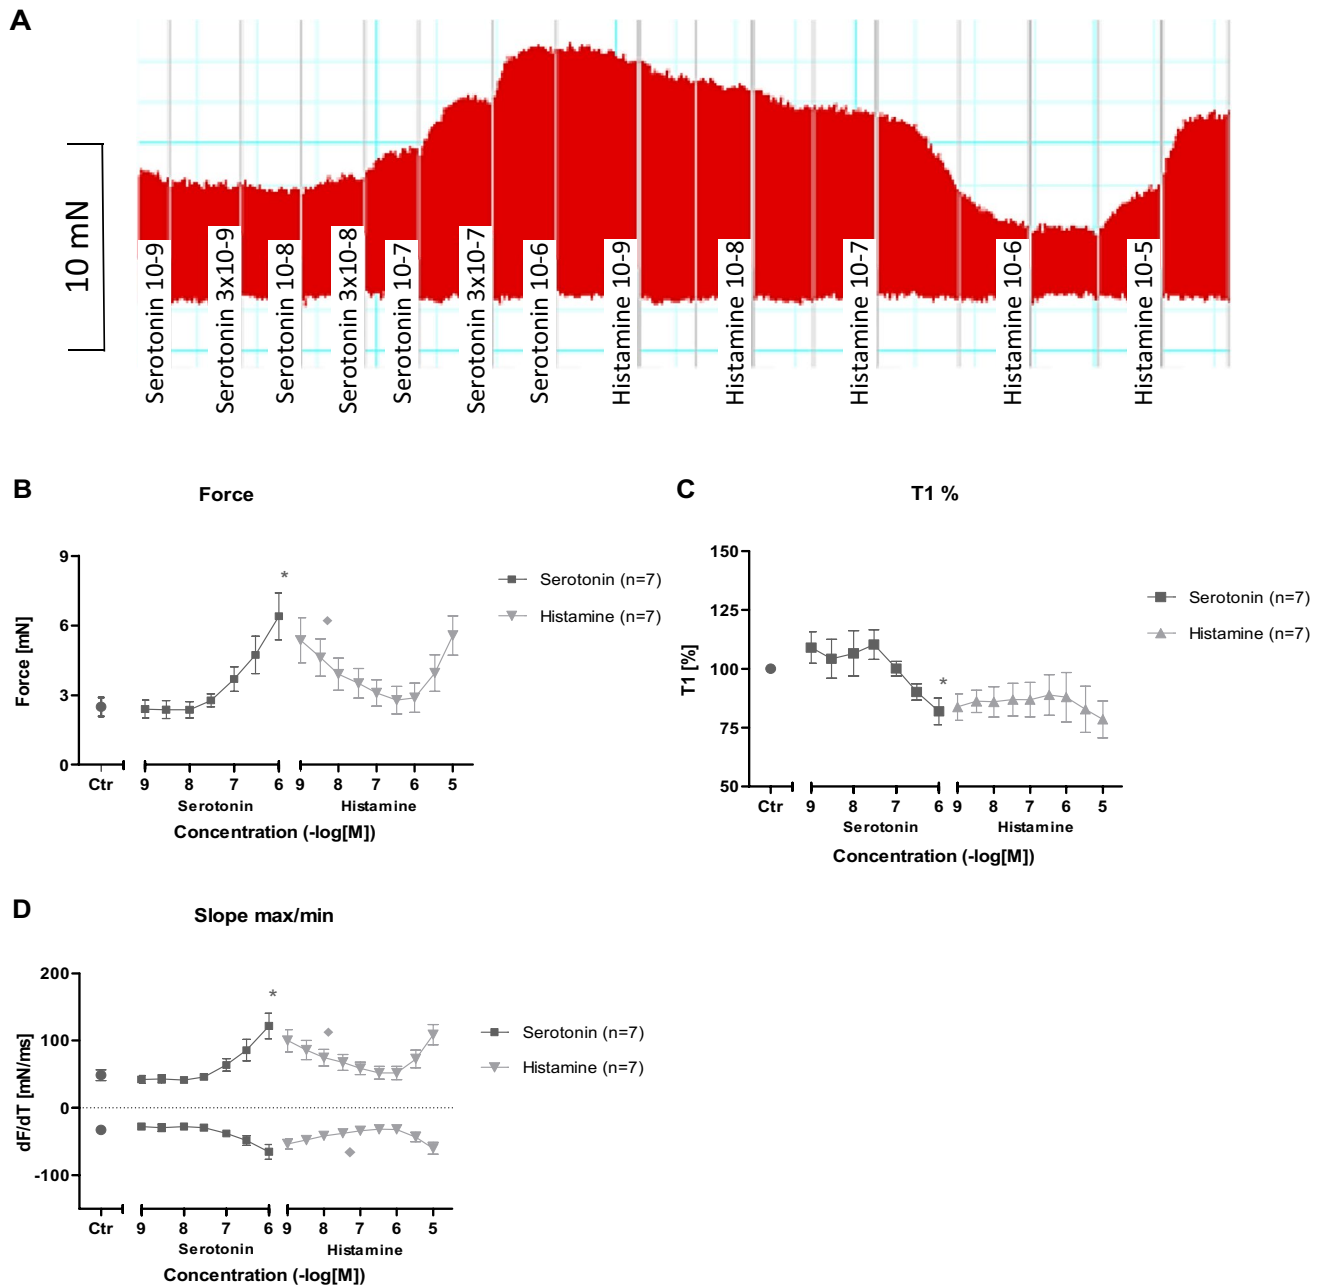 A
10 mN
Serotonin 10-9
Serotonin 3x10-9
Serotonin 10-8
Serotonin 3x10-8
Serotonin 10-7
Serotonin 3x10-7
Serotonin 10-6
Histamine 10-9
Histamine 10-8
Histamine 10-7
Histamine 10-6
Histamine 10-5
B
Force
9
6
3
0
Force [mN]
*
Serotonin (n=7)
Histamine (n=7)
Ctr 9 8 7 6 9 8 7 6 5
Serotonin Histamine
Concentration (-log[M])
C
T1 %
150
125
100
75
50
T1 [%]
*
Serotonin (n=7)
Histamine (n=7)
Ctr 9 8 7 6 9 8 7 6 5
Serotonin Histamine
Concentration (-log[M])
D
Slope max/min
200
100
0
-100
dF/dT [mN/ms]
*
Serotonin (n=7)
Histamine (n=7)
Ctr 9 8 7 6 9 8 7 6 5
Serotonin Histamine
Concentration (-log[M])